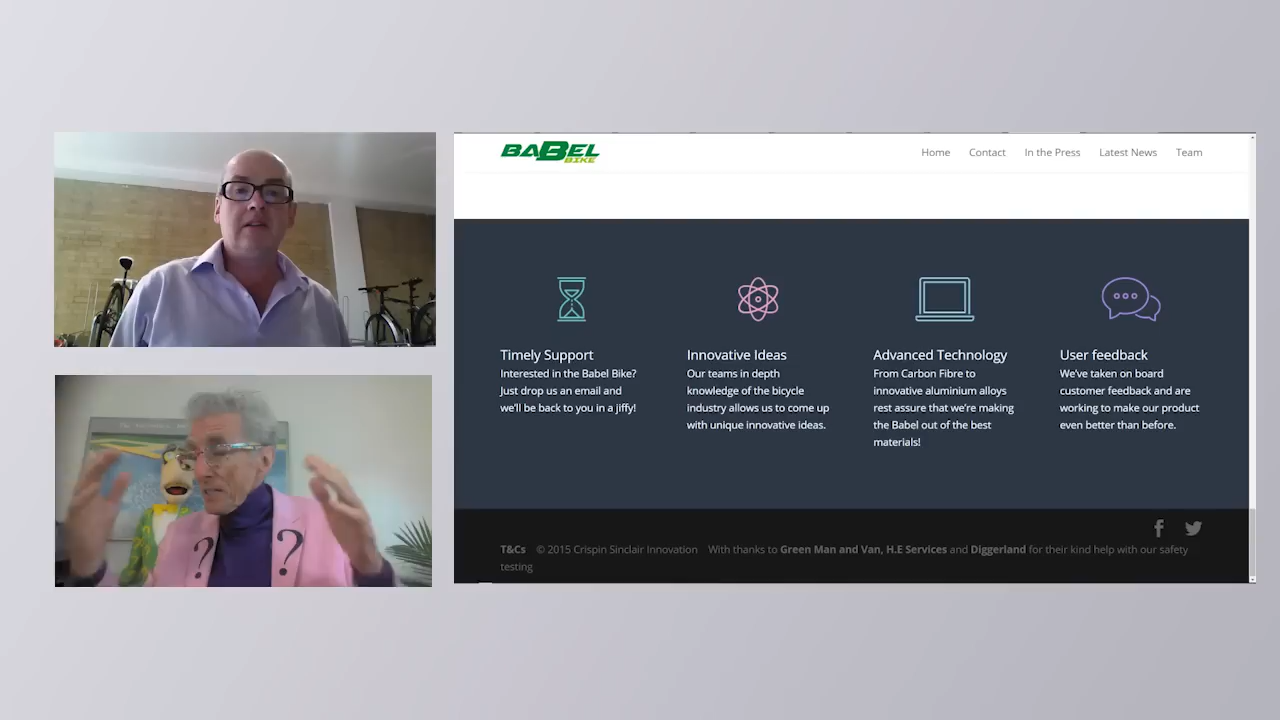 BABEL
BIKE
Home Contact In the Press Latest News Team
Timely Support
Interested in the Babel Bike?
Just drop us an email and
we'll be back to you in a jiffy!
Innovative Ideas
Our teams in depth
knowledge of the bicycle
industry allows us to come up
with unique innovative ideas.
Advanced Technology
From Carbon Fibre to
innovative aluminium alloys
rest assure that we're making
the Babel out of the best
materials!
User feedback
We've taken on board
customer feedback and are
working to make our product
even better than before.
T&Cs © 2015 Crispin Sinclair Innovation With thanks to Green Man and Van, H.E Services and Diggerland for their kind help with our safety
testing
? ?